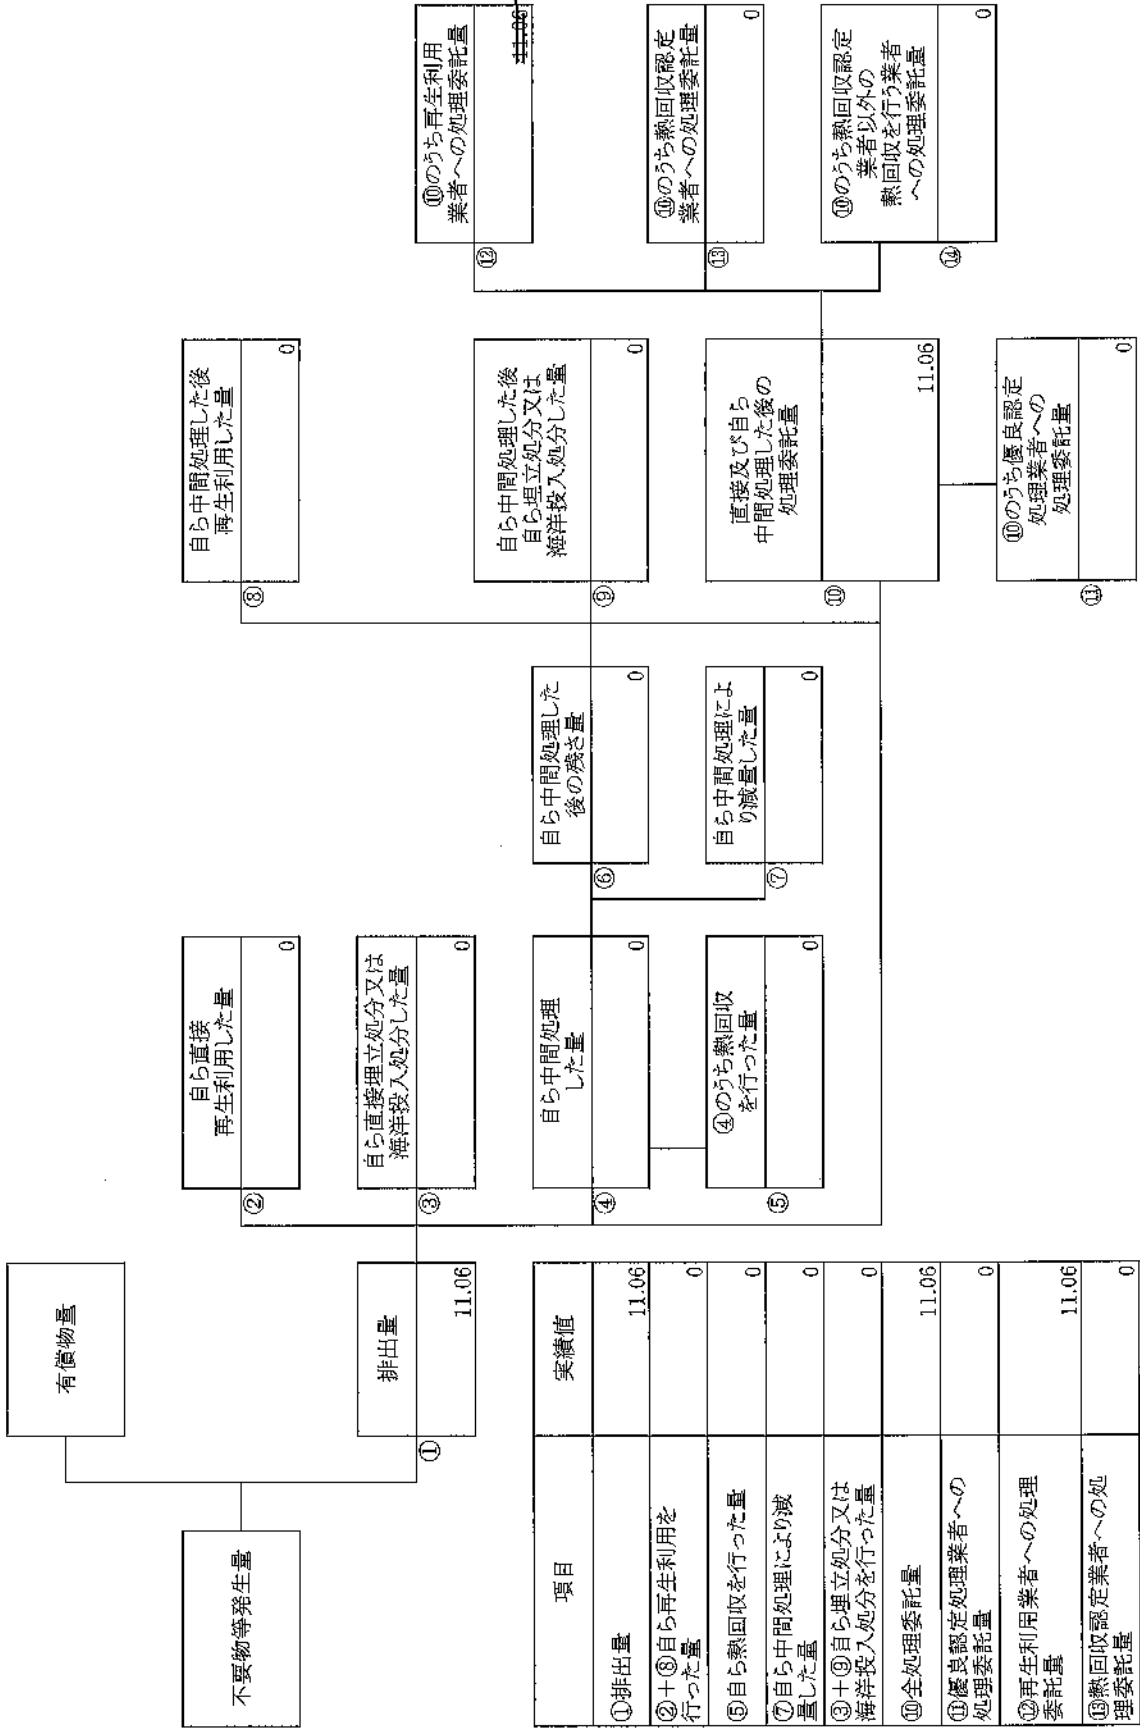 不要物等発生量
有償物量
排出量
①
11.06
自ら直接
再生利用した量
②
0
自ら直接埋立処分又は
海洋投入処分した量
③
0
自ら中間処理
した量
④
0
④のうち熱回収
を行った量
⑤
0
自ら中間処理した
後の残さ量
⑥
0
自ら中間処理によ
り減量した量
⑦
0
自ら中間処理した後
再生利用した量
⑧
0
自ら中間処理した後
自ら埋立処分又は
海洋投入処分した量
⑨
0
直接及び自ら
中間処理した後の
処理委託量
⑩
11.06
⑩のうち優良認定
処理業者への
処理委託量
⑪
0
⑩のうち再生利用
業者への処理委託量
⑫
11.06
⑩のうち熱回収認定
業者への処理委託量
⑬
0
⑩のうち熱回収認定
業者以外の
熱回収を行う業者
への処理委託量
⑭
0
項目 実績値
①排出量 11.06
②+⑧自ら再生利用を
行った量 0
⑤自ら熱回収を行った量 0
⑦自ら中間処理により減
量した量 0
③+⑨自ら埋立処分又は
海洋投入処分を行った量 0
⑩全処理委託量 11.06
⑪優良認定処理業者への
処理委託量 0
⑫再生利用業者への処理
委託量 11.06
⑬熱回収認定業者への処
理委託量 0